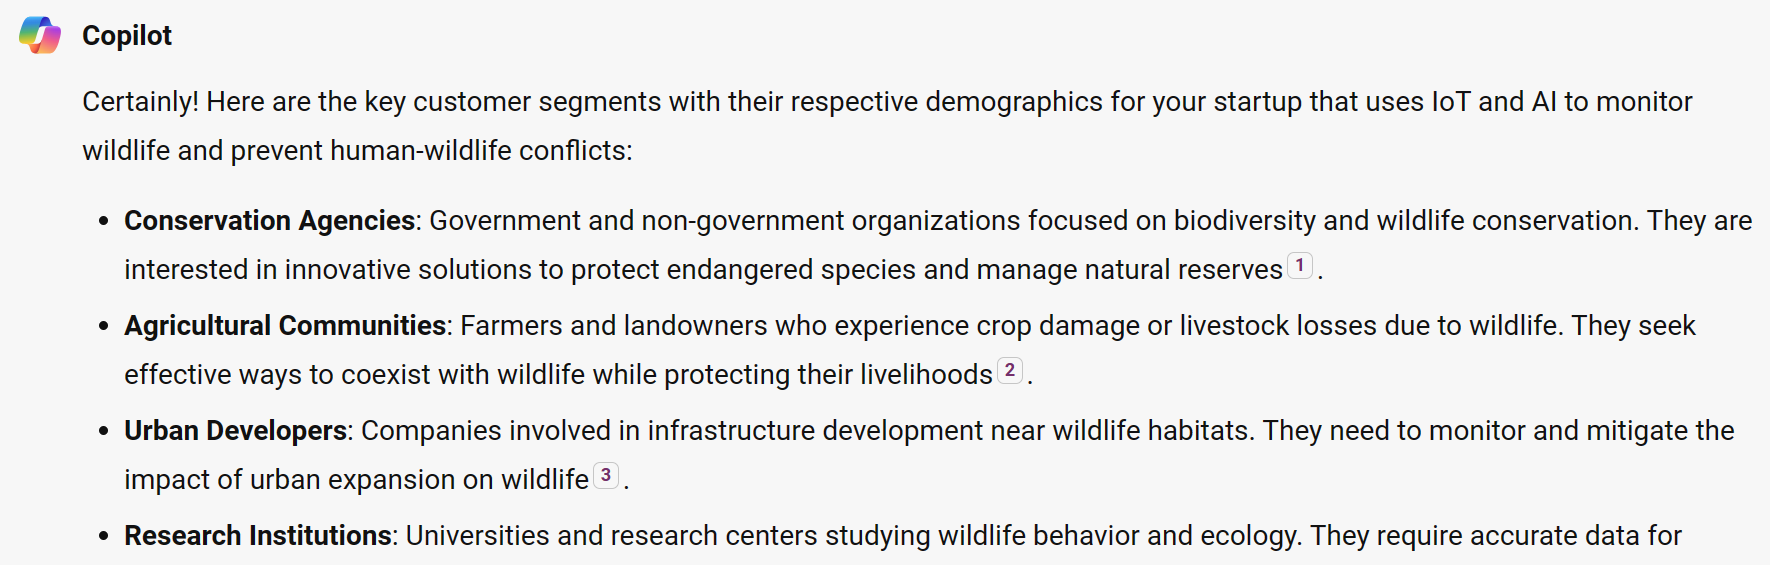 Copilot
Certainly! Here are the key customer segments with their respective demographics for your startup that uses IoT and AI to monitor
wildlife and prevent human-wildlife conflicts:
• Conservation Agencies: Government and non-government organizations focused on biodiversity and wildlife conservation. They are
interested in innovative solutions to protect endangered species and manage natural reserves 1 .
• Agricultural Communities: Farmers and landowners who experience crop damage or livestock losses due to wildlife. They seek
effective ways to coexist with wildlife while protecting their livelihoods 2 .
• Urban Developers: Companies involved in infrastructure development near wildlife habitats. They need to monitor and mitigate the
impact of urban expansion on wildlife 3 .
• Research Institutions: Universities and research centers studying wildlife behavior and ecology. They require accurate data for